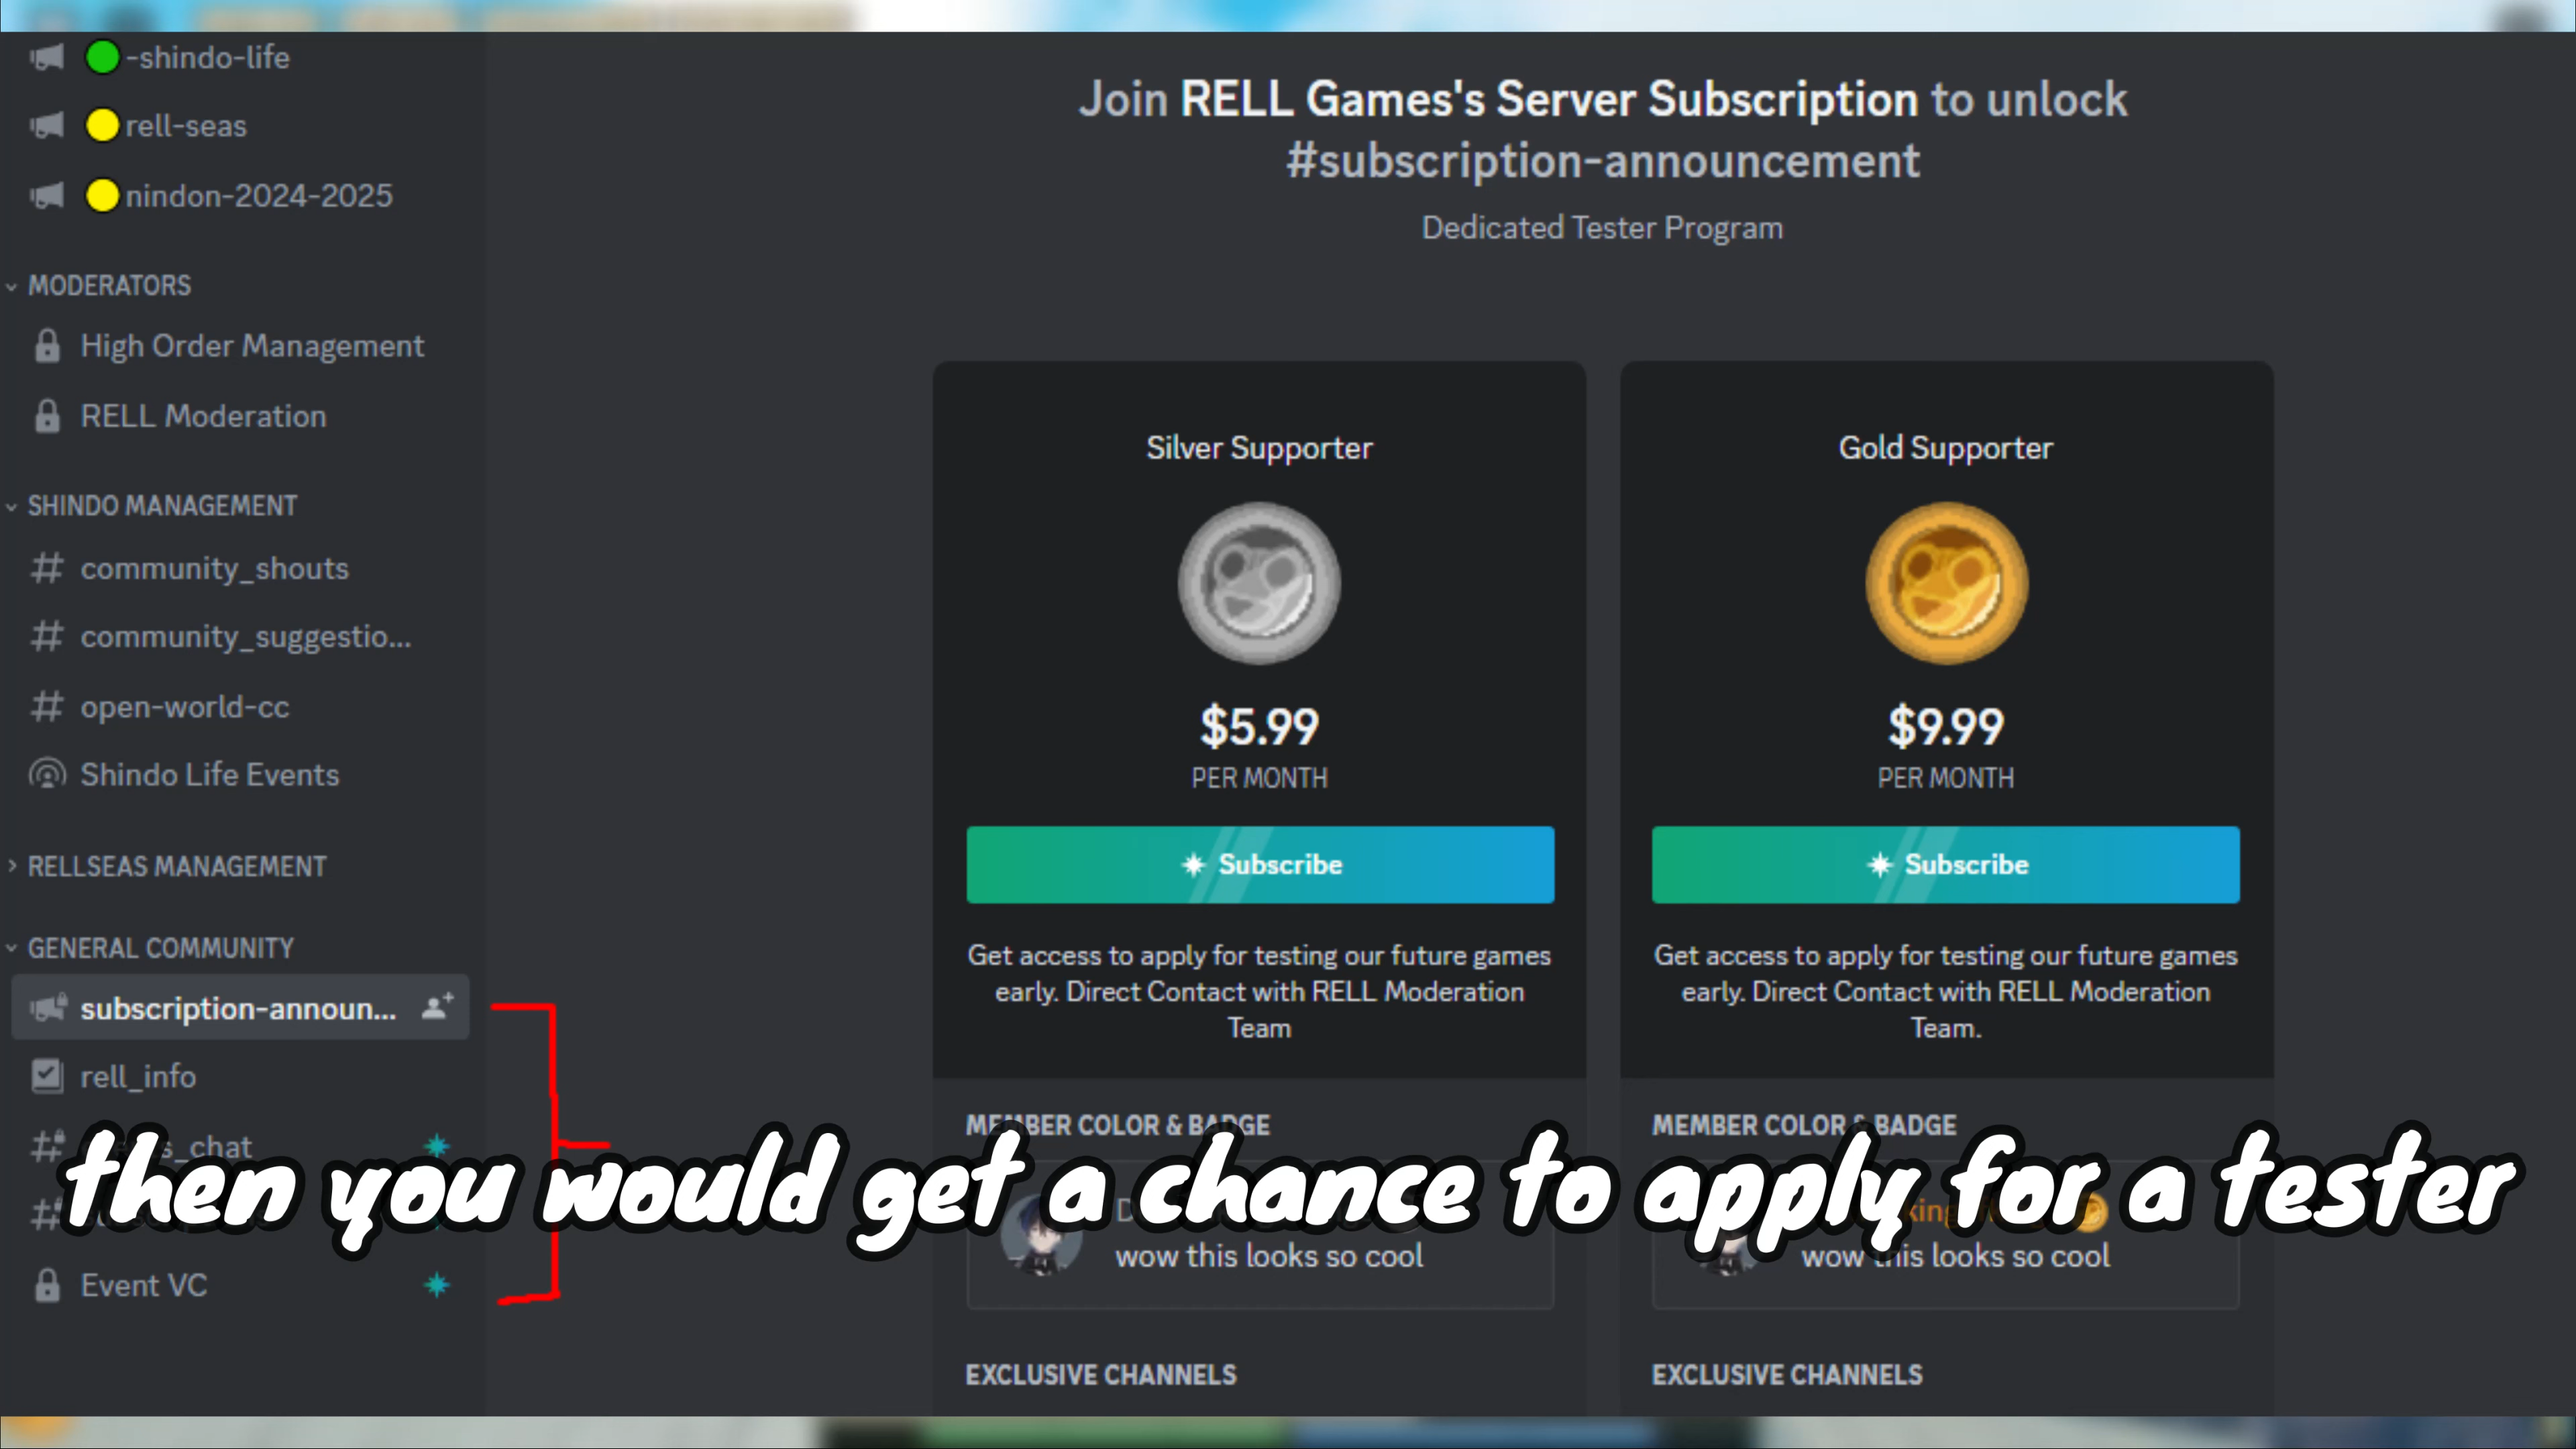 -shindo-life
rell-seas
nindon-2024-2025
MODERATORS
High Order Management
RELL Moderation
SHINDO MANAGEMENT
community_shouts
community_suggestio...
open-world-cc
Shindo Life Events
RELLSEAS MANAGEMENT
GENERAL COMMUNITY
subscription-announ...
rell_info
Event VC
Join RELL Games's Server Subscription to unlock
#subscription-announcement
Dedicated Tester Program
Silver Supporter
$5.99
PER MONTH
Subscribe
Get access to apply for testing our future games
early. Direct Contact with RELL Moderation
Team
MEMBER COLOR & BADGE
wow this looks so cool
EXCLUSIVE CHANNELS
Gold Supporter
$9.99
PER MONTH
Subscribe
Get access to apply for testing our future games
early. Direct Contact with RELL Moderation
Team.
MEMBER COLOR & BADGE
wow this looks so cool
EXCLUSIVE CHANNELS
then you would get a chance to apply for a tester